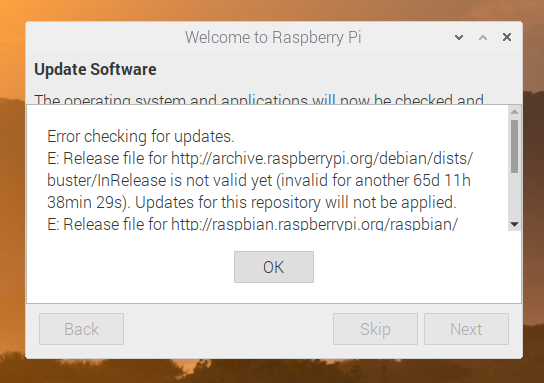 Welcome to Raspberry Pi
Update Software
The operating system and applications will now be checked and
Error checking for updates.
E: Release file for http://archive.raspberrypi.org/debian/dists/
buster/InRelease is not valid yet (invalid for another 65d 11h
38min 29s). Updates for this repository will not be applied.
E: Release file for http://raspbian.raspberrypi.org/raspbian/
OK
Back
Skip
Next